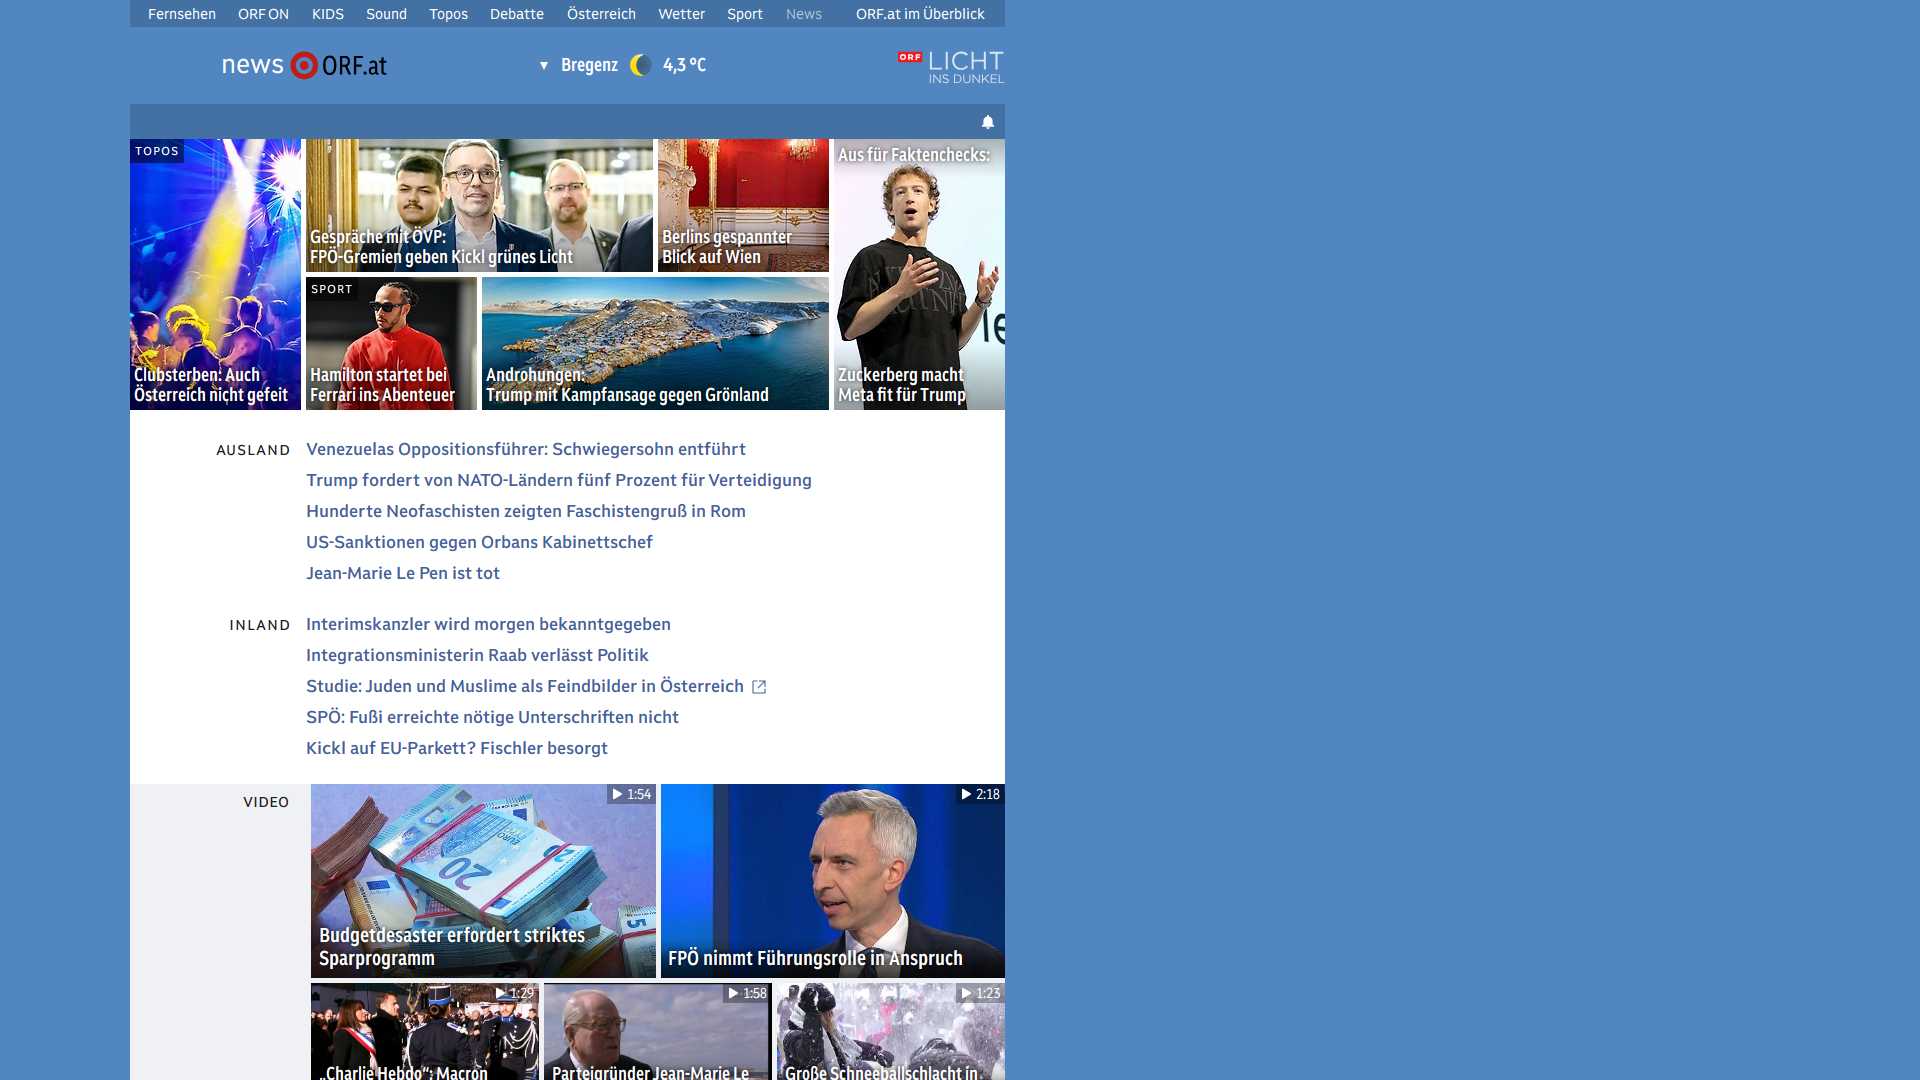 Fernsehen ORF ON KIDS Sound Topos Debatte Österreich Wetter Sport News ORF.at im Überblick
news ORF.at
Bregenz 4,3 °C
ORF LICHT
INS DUNKEL
TOPOS
Clubsterben: Auch
Österreich nicht gefeit
Gespräche mit ÖVP:
FPÖ-Gremien geben Kickl grünes Licht
Berlins gespannter
Blick auf Wien
Aus für Faktenchecks:
Zuckerberg macht
Meta fit für Trump
SPORT
Hamilton startet bei
Ferrari ins Abenteuer
Androhungen:
Trump mit Kampfansage gegen Grönland
AUSLAND
Venezuelas Oppositionsführer: Schwiegersohn entführt
Trump fordert von NATO-Ländern fünf Prozent für Verteidigung
Hunderte Neofaschisten zeigten Faschistengruß in Rom
US-Sanktionen gegen Orbans Kabinettschef
Jean-Marie Le Pen ist tot
INLAND
Interimskanzler wird morgen bekanntgegeben
Integrationsministerin Raab verlässt Politik
Studie: Juden und Muslime als Feindbilder in Österreich
SPÖ: Fußi erreichte nötige Unterschriften nicht
Kickl auf EU-Parkett? Fischler besorgt
VIDEO
1:54
Budgetdesaster erfordert striktes
Sparprogramm
2:18
FPÖ nimmt Führungsrolle in Anspruch
1:29
„Charlie Hebdo“: Macron
1:58
Parteigründer Jean-Marie Le
1:23
Große Schneeballschlacht in